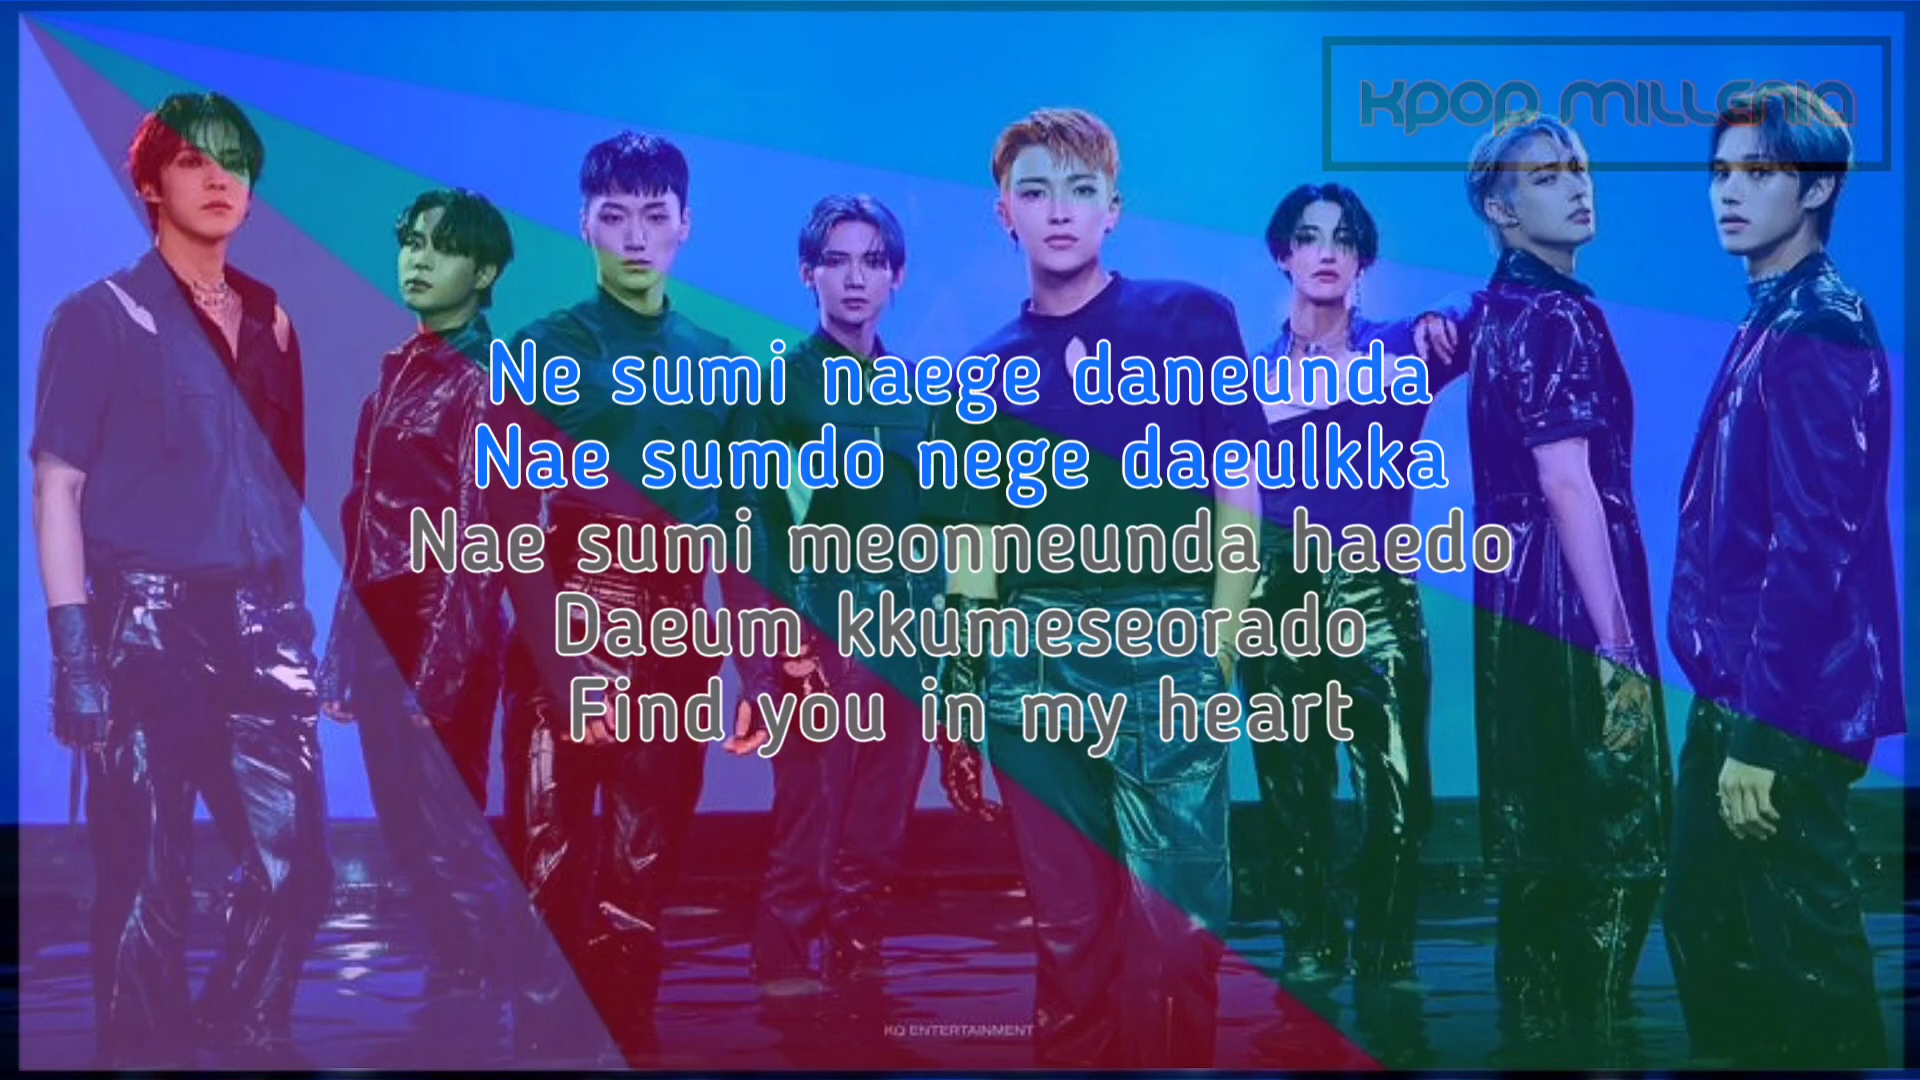 Kpop Millenia
Ne sumi naege daneunda
Nae sumdo nege daeulkka
Nae sumi meonneunda haedo
Daeum kkumeseorado
Find you in my heart
KQ ENTERTAINMENT